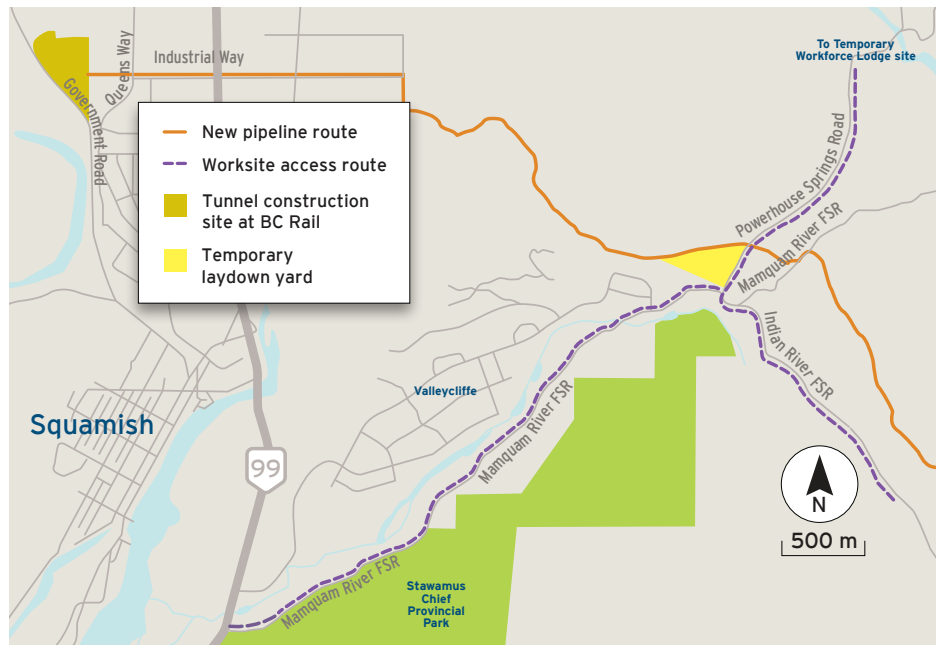 To Temporary
Workforce Lodge site
Queens Way
Industrial Way
Government Road
New pipeline route
Worksite access route
Tunnel construction
site at BC Rail
Temporary
laydown yard
Powerhouse Springs Road
Mamquam River FSR
Indian River FSR
Valleycliffe
Squamish
Mamquam River FSR
99
N
500 m
Mamquam River FSR
Stawamus
Chief
Provincial
Park